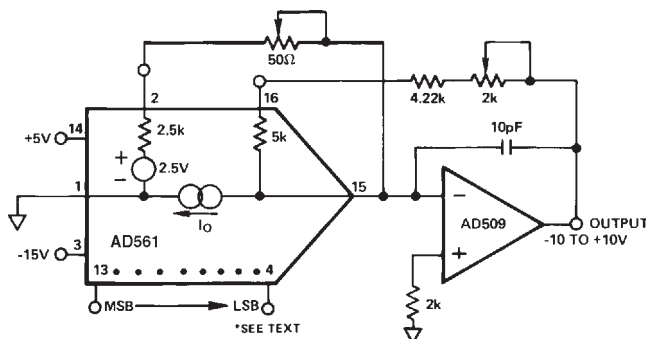 50Ω
2
16
4.22k
2k
14
+5V
2.5k
5k
10pF
+
2.5V
−
1
15
−
IO
AD509
OUTPUT
-10 TO +10V
AD561
+
3
-15V
13
4
2k
MSB
LSB
*SEE TEXT